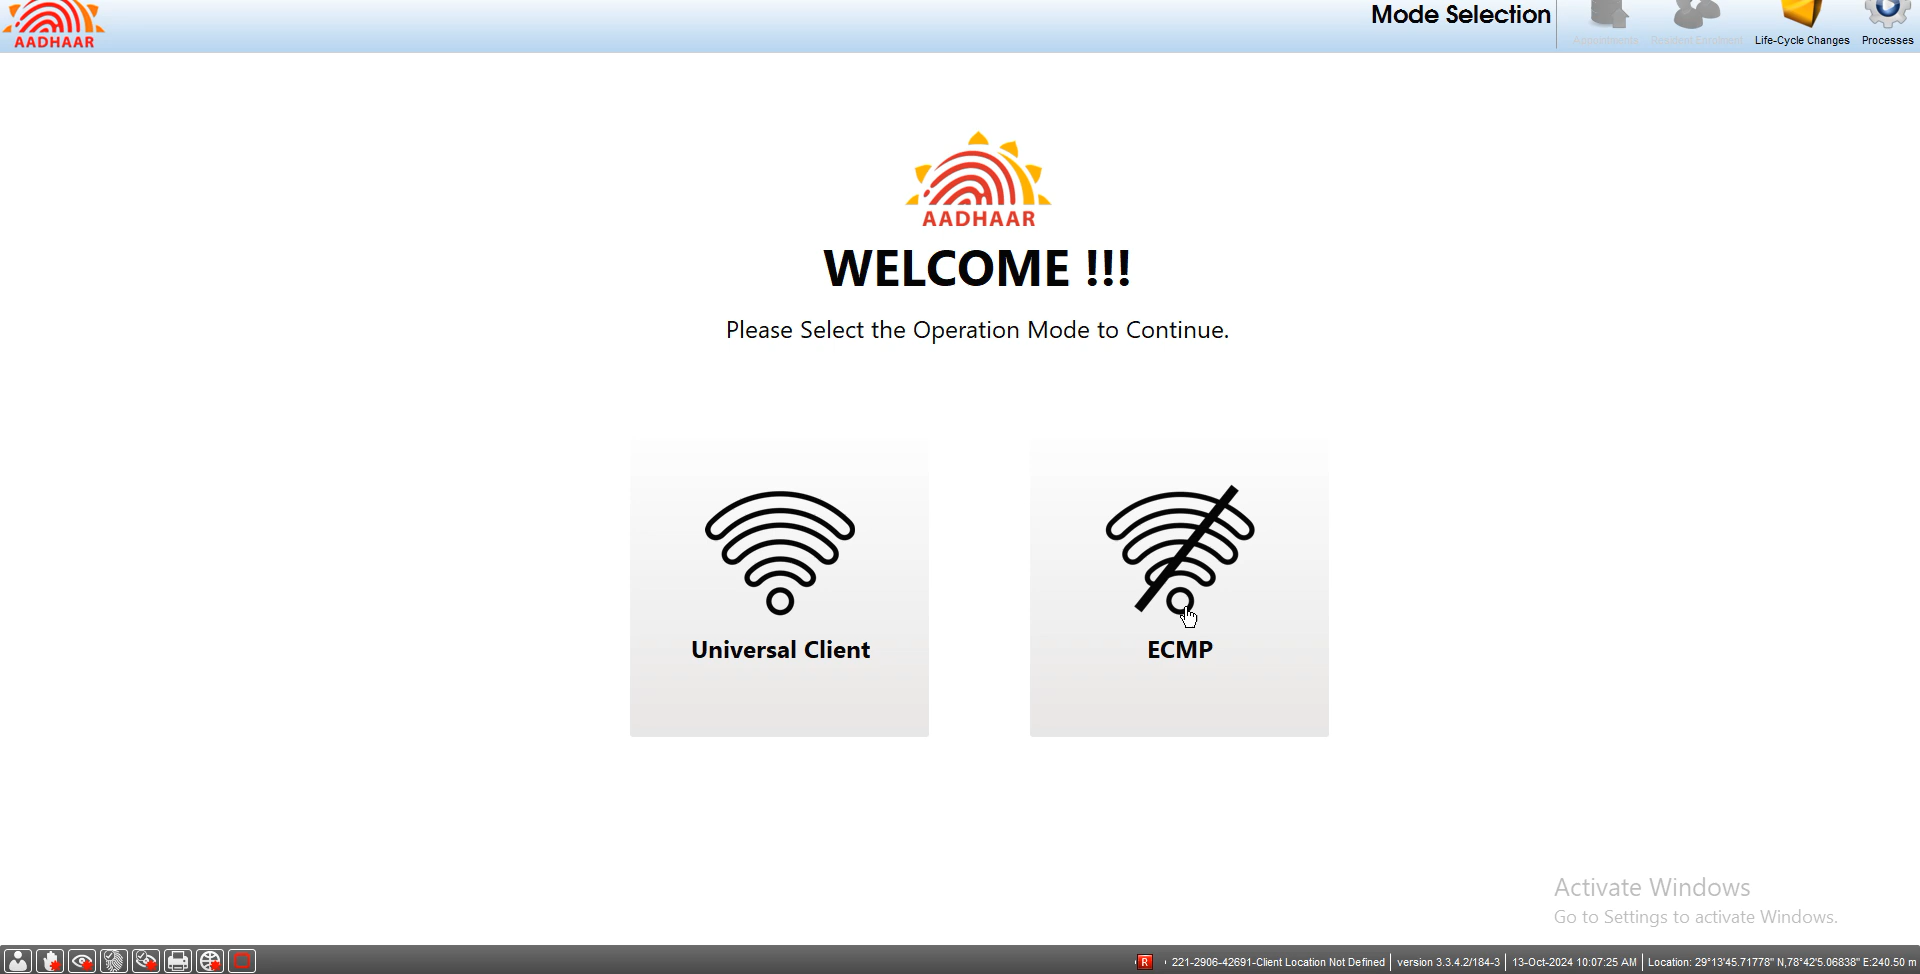 AADHAAR
Mode Selection
Appointments Resident Enrolment Life-Cycle Changes Processes
AADHAAR
WELCOME !!!
Please Select the Operation Mode to Continue.
Universal Client
ECMP
Activate Windows
Go to Settings to activate Windows.
R 221-2906-42691-Client Location Not Defined version 3.3.4.2/184-3 13-Oct-2024 10:07:25 AM Location: 29°13'45.71778" N,78°42'5.06838" E:240.50 m